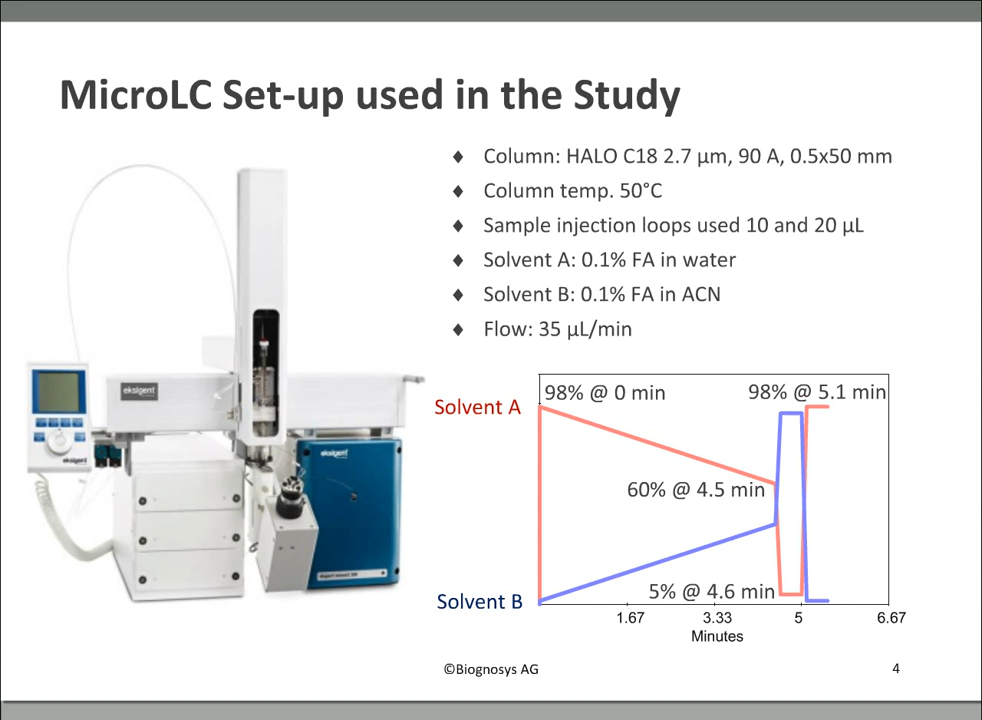 MicroLC Set-up used in the Study
♦ Column: HALO C18 2.7 µm, 90 A, 0.5x50 mm
♦ Column temp. 50°C
♦ Sample injection loops used 10 and 20 µL
♦ Solvent A: 0.1% FA in water
♦ Solvent B: 0.1% FA in ACN
♦ Flow: 35 µL/min
eksigent
eksigent
eksigent
98% @ 0 min
98% @ 5.1 min
Solvent A
60% @ 4.5 min
5% @ 4.6 min
Solvent B
1.67 3.33 5 6.67
Minutes
©Biognosys AG
4